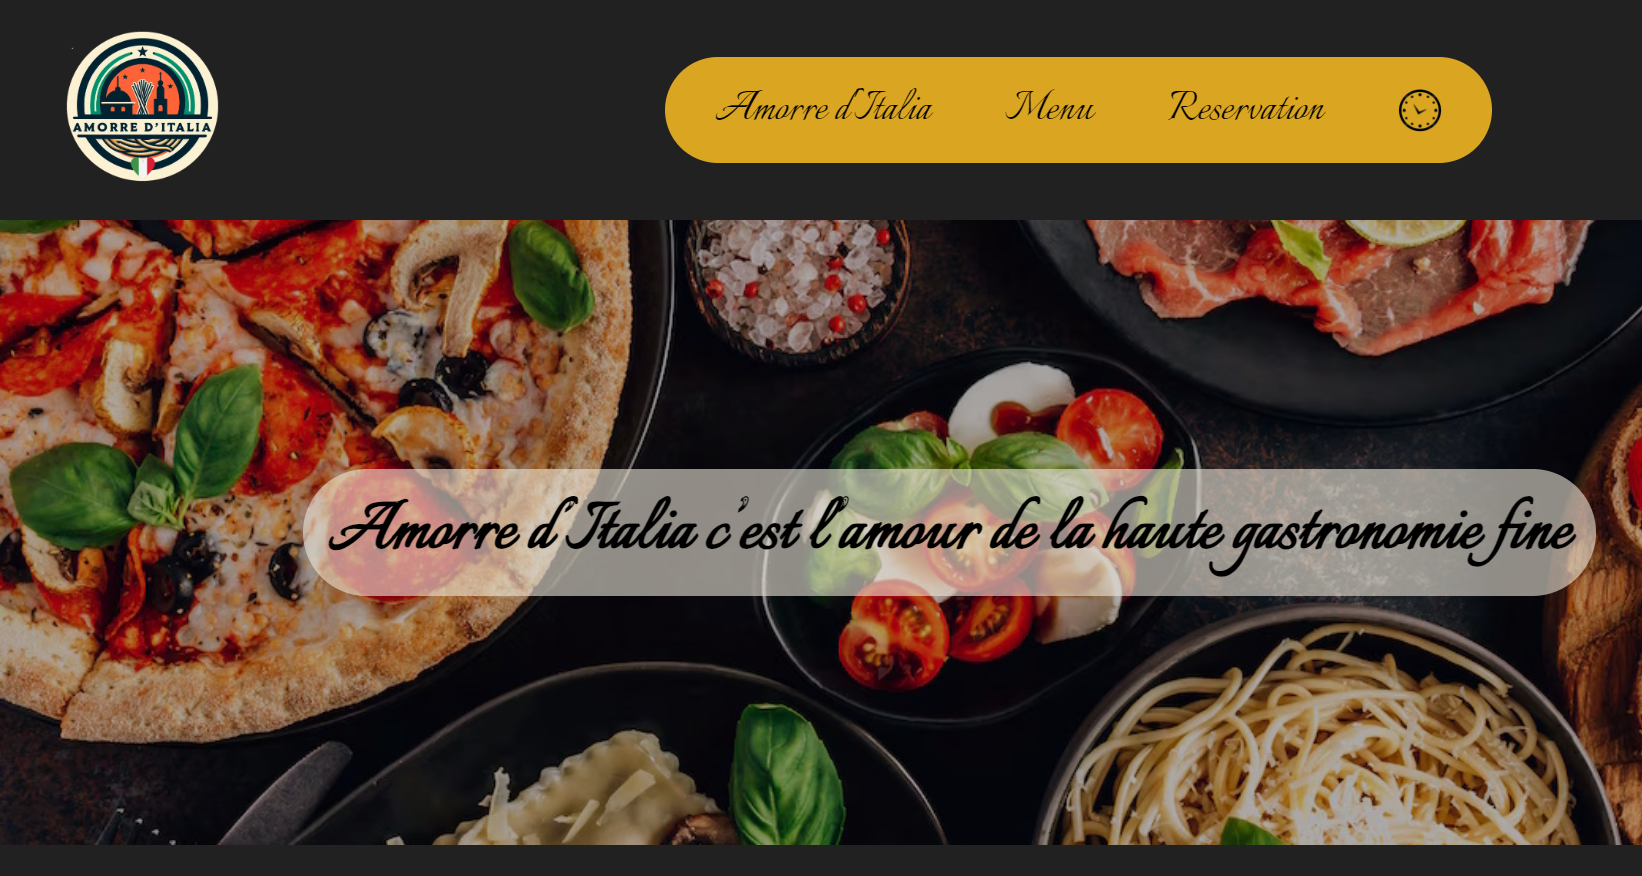 AMORRE D'ITALIA
Amorre d'Italia
Menu
Reservation
Amorre d'Italia c'est l'amour de la haute gastronomie fine